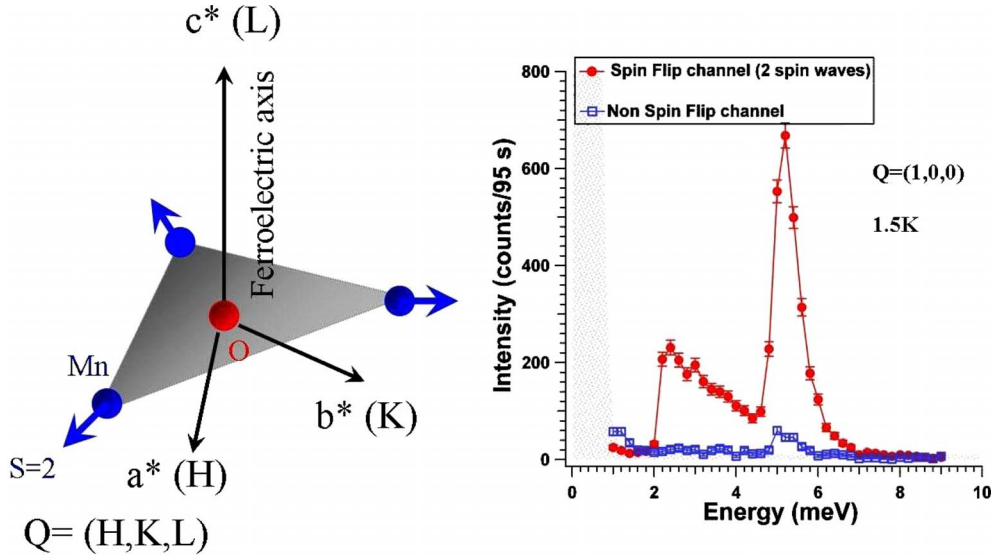 c* (L)
Ferroelectric axis
Mn
O
b* (K)
a* (H)
S=2
Q= (H,K,L)
Spin Flip channel (2 spin waves)
Non Spin Flip channel
Q=(1,0,0)
1.5K
Intensity (counts/95 s)
800
600
400
200
0
0 2 4 6 8 10
Energy (meV)